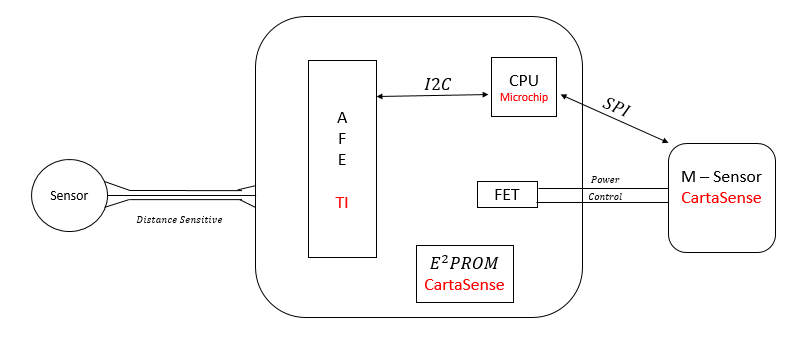 Sensor
Distance Sensitive
A
F
E
TI
I2C
CPU
Microchip
SPI
FET
Power
Control
M – Sensor
CartaSense
E²PROM
CartaSense